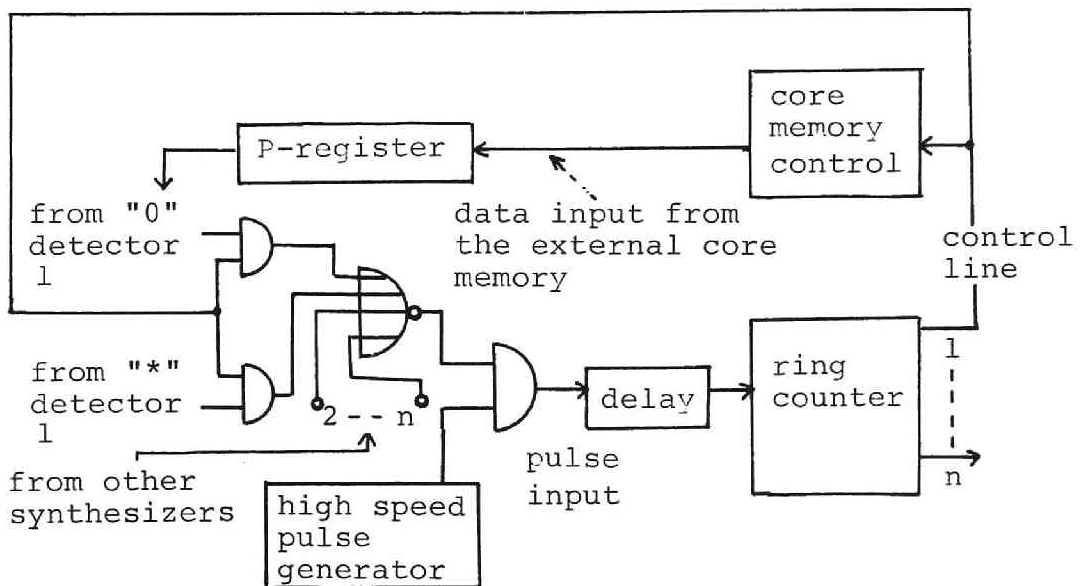 core
memory
control
P-register
from "0"
detector
1
data input from
the external core
memory
control
line
from "*"
detector
1
2 -- n
from other
synthesizers
high speed
pulse
generator
pulse
input
delay
ring
counter
1
n